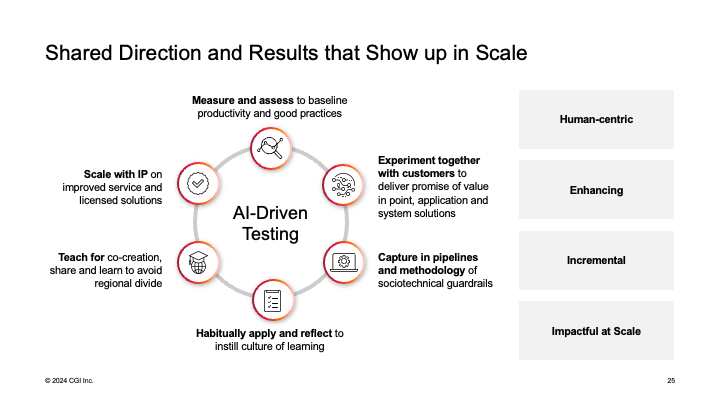 Shared Direction and Results that Show up in Scale
Measure and assess to baseline
productivity and good practices
Experiment together
with customers to
deliver promise of value
in point, application and
system solutions
Capture in pipelines
and methodology of
sociotechnical guardrails
Habitually apply and reflect to
instill culture of learning
Teach for co-creation,
share and learn to avoid
regional divide
Scale with IP on
improved service and
licensed solutions
AI-Driven
Testing
Human-centric
Enhancing
Incremental
Impactful at Scale
© 2024 CGI Inc.
25